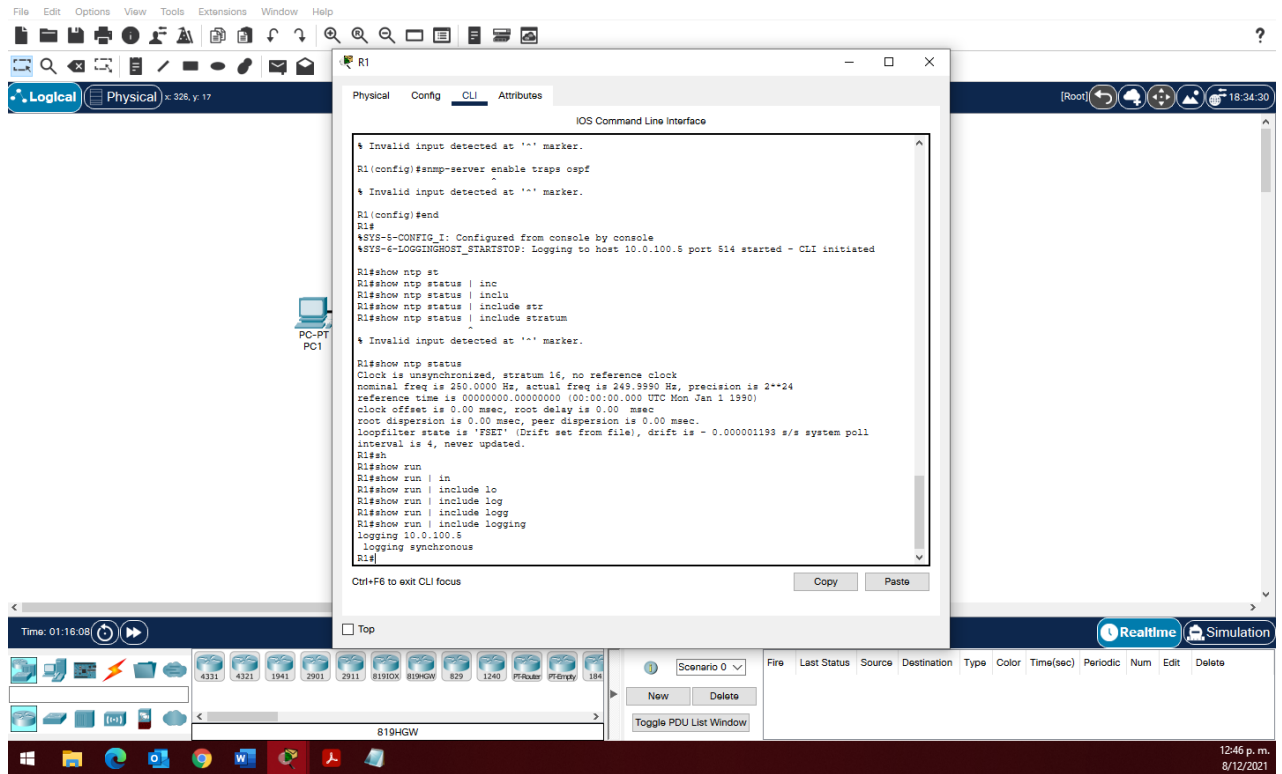 File Edit Options View Tools Extensions Window Help
?
R1
Logical Physical x: 326, y: 17
[Root] 18:34:30
Physical Config CLI Attributes
IOS Command Line Interface
% Invalid input detected at '^' marker.
R1(config)#snmp-server enable traps ospf
^
% Invalid input detected at '^' marker.
R1(config)#end
R1#
%SYS-5-CONFIG_I: Configured from console by console
%SYS-6-LOGGINGHOST_STARTSTOP: Logging to host 10.0.100.5 port 514 started - CLI initiated
R1#show ntp st
R1#show ntp status | inc
R1#show ntp status | inclu
R1#show ntp status | include str
R1#show ntp status | include stratum
^
% Invalid input detected at '^' marker.
R1#show ntp status
Clock is unsynchronized, stratum 16, no reference clock
nominal freq is 250.0000 Hz, actual freq is 249.9990 Hz, precision is 2**24
reference time is 00000000.00000000 (00:00:00.000 UTC Mon Jan 1 1990)
clock offset is 0.00 msec, root delay is 0.00 msec
root dispersion is 0.00 msec, peer dispersion is 0.00 msec.
loopfilter state is 'FSET' (Drift set from file), drift is - 0.000001193 s/s system poll
interval is 4, never updated.
R1#sh
R1#show run
R1#show run | in
R1#show run | include lo
R1#show run | include log
R1#show run | include logg
R1#show run | include logging
logging 10.0.100.5
logging synchronous
R1#
PC-PT
PC1
Ctrl+F6 to exit CLI focus
Copy Paste
Top
Time: 01:16:08
Realtime Simulation
4331 4321 1941 2901 2911 819IOX 819HGW 829 1240 PT-Router PT-Empty 184
819HGW
Scenario 0
New Delete
Toggle PDU List Window
Fire Last Status Source Destination Type Color Time(sec) Periodic Num Edit Delete
12:46 p. m.
8/12/2021